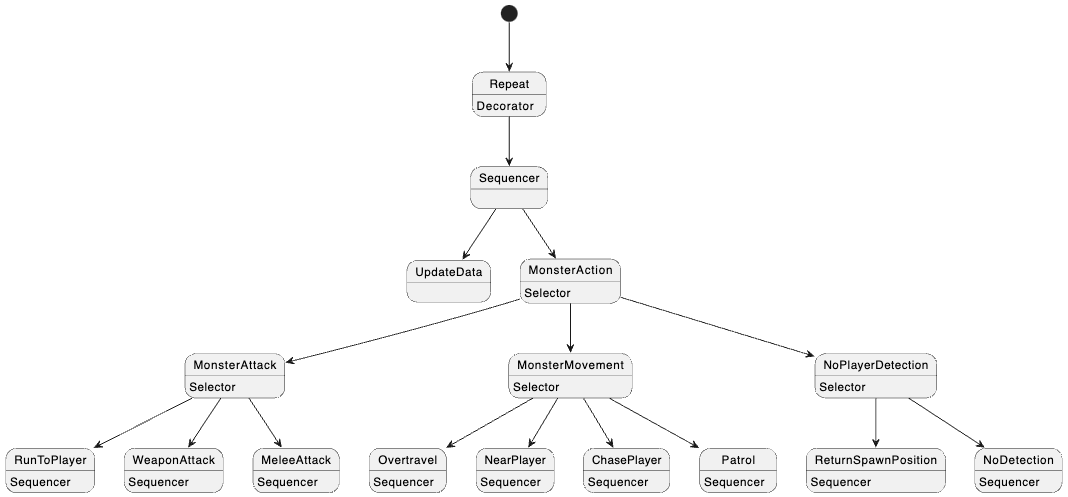 Repeat
Decorator
Sequencer
UpdateData
MonsterAction
Selector
MonsterAttack
Selector
MonsterMovement
Selector
NoPlayerDetection
Selector
RunToPlayer
Sequencer
WeaponAttack
Sequencer
MeleeAttack
Sequencer
Overtravel
Sequencer
NearPlayer
Sequencer
ChasePlayer
Sequencer
Patrol
Sequencer
ReturnSpawnPosition
Sequencer
NoDetection
Sequencer